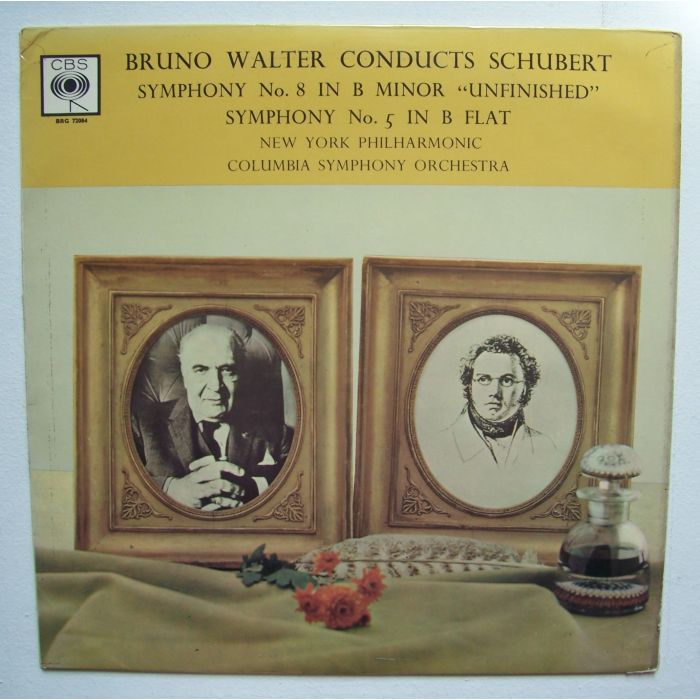 CBS
BRG 72084
BRUNO WALTER CONDUCTS SCHUBERT
SYMPHONY No. 8 IN B MINOR “UNFINISHED”
SYMPHONY No. 5 IN B FLAT
NEW YORK PHILHARMONIC
COLUMBIA SYMPHONY ORCHESTRA